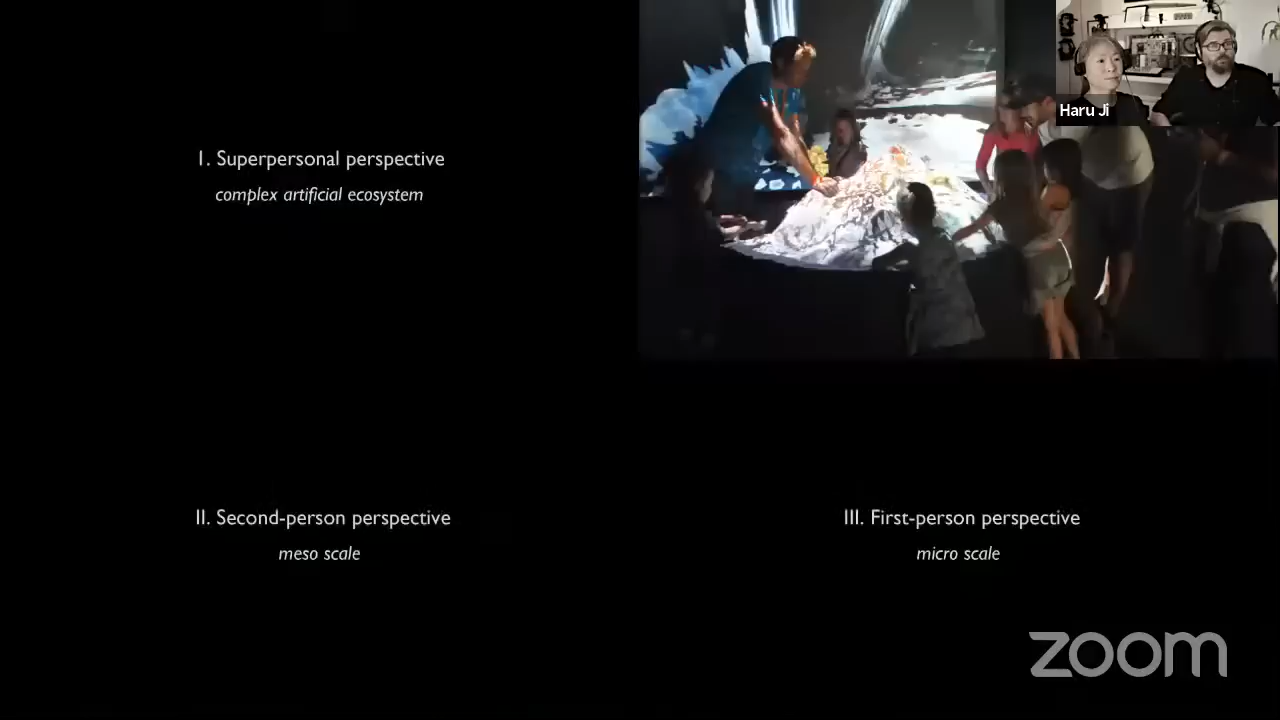 Haru Ji
I. Superpersonal perspective
complex artificial ecosystem
II. Second-person perspective
meso scale
III. First-person perspective
micro scale
zoom